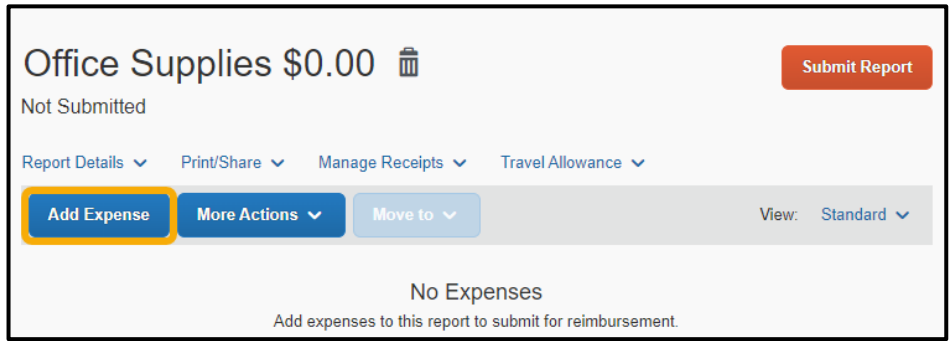 Office Supplies $0.00
Submit Report
Not Submitted
Report Details Print/Share Manage Receipts Travel Allowance
Add Expense More Actions Move to View: Standard
No Expenses
Add expenses to this report to submit for reimbursement.